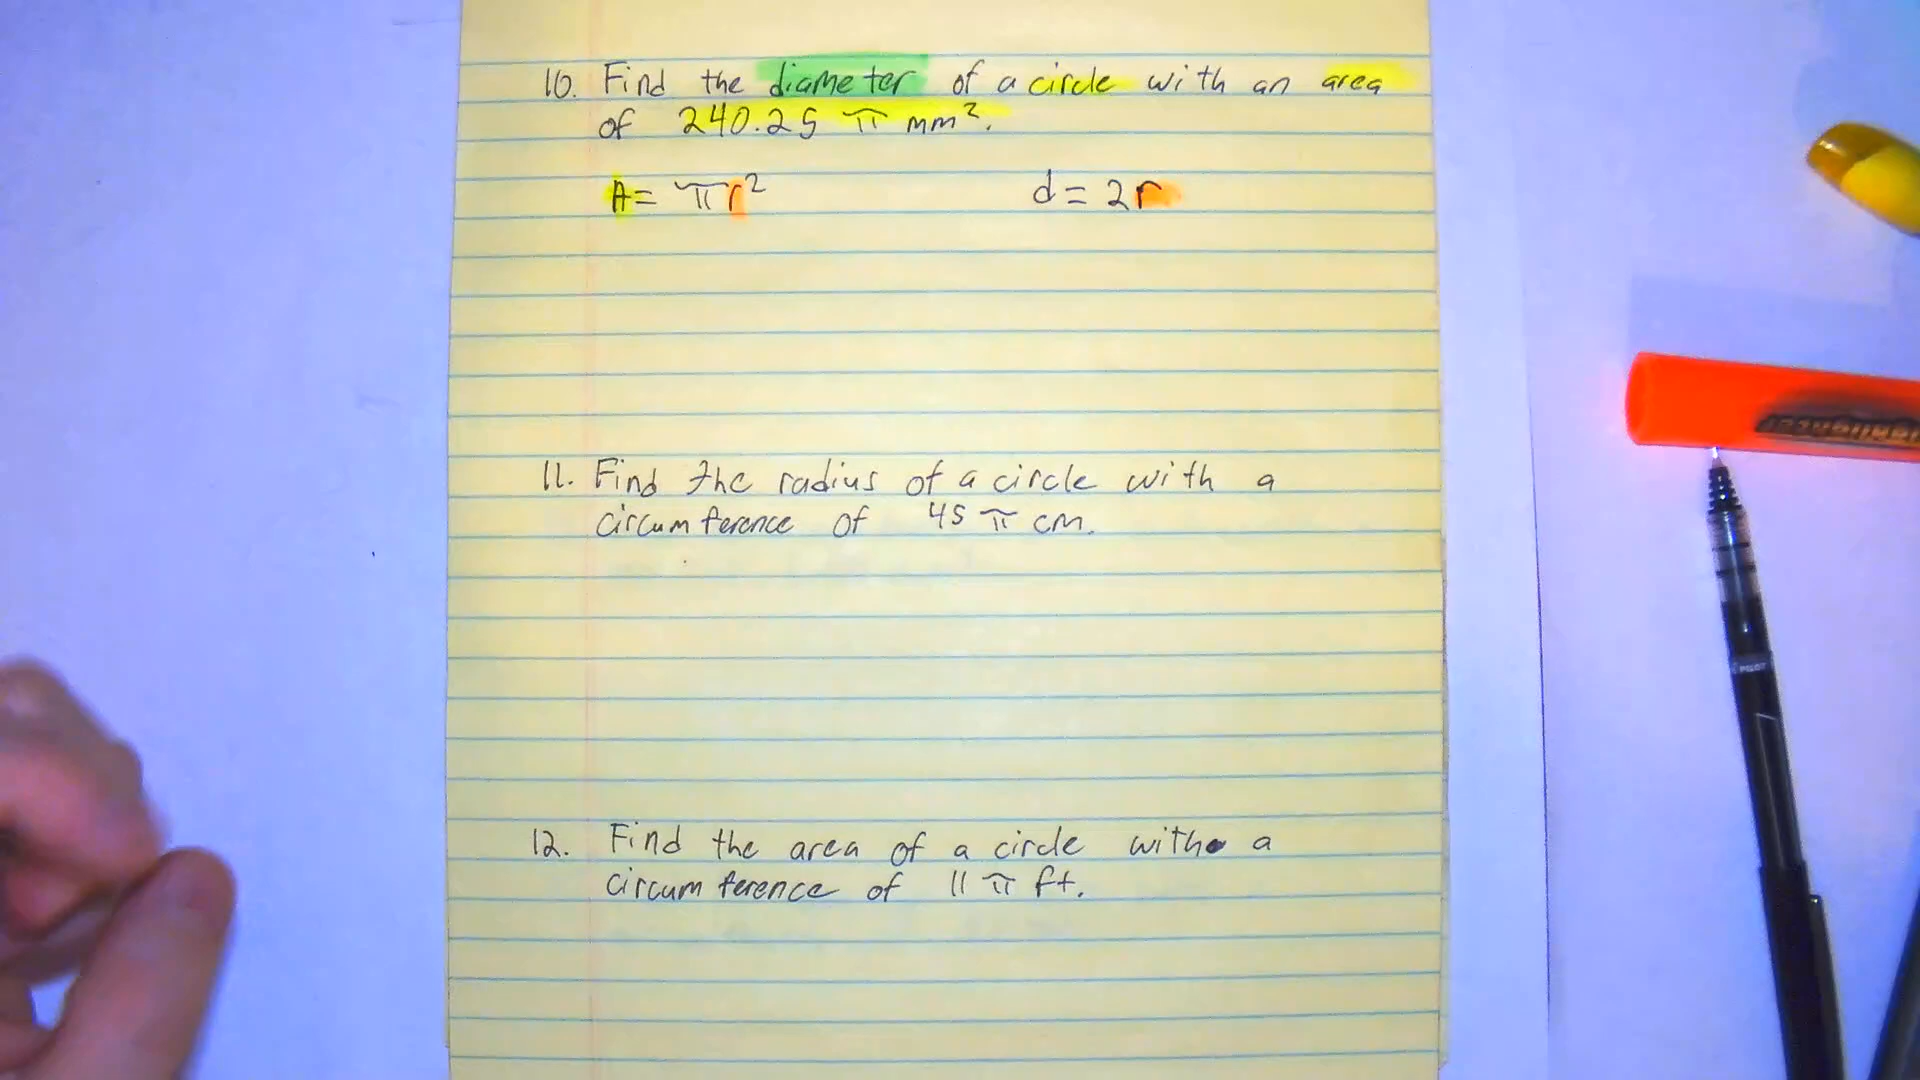 10. Find the diameter of a circle with an area
of 240.25 π mm².
A = πr² d = 2r
11. Find the radius of a circle with a
circumference of 45 π cm.
12. Find the area of a circle with a
circumference of 11 π ft.
PILOT